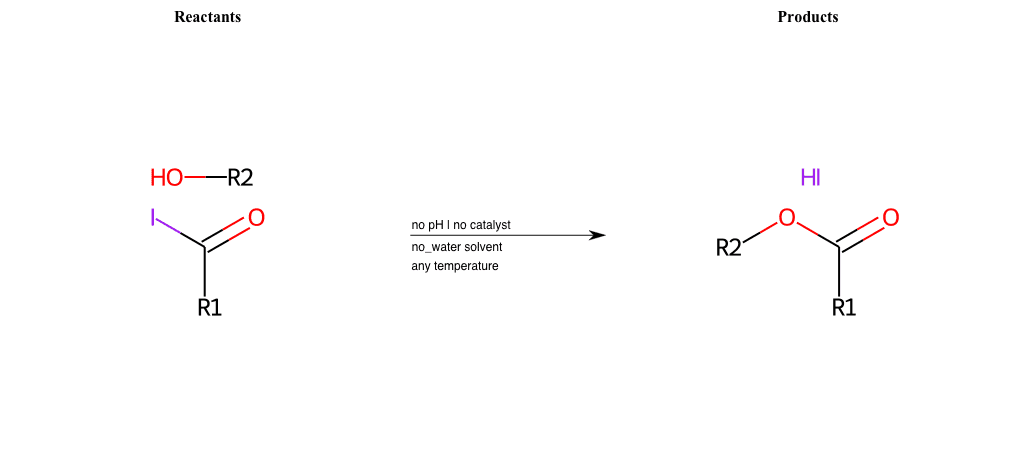 Reactants
Products
HO R2
I O
R1
no pH | no catalyst
no_water solvent
any temperature
HI
O O
R2
R1